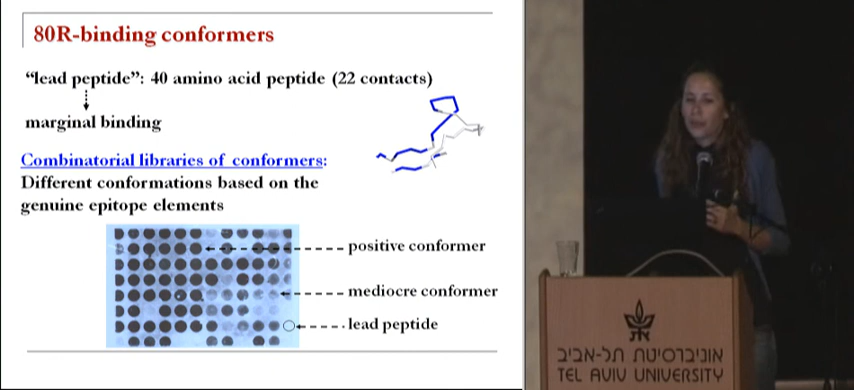 80R-binding conformers
“lead peptide”: 40 amino acid peptide (22 contacts)
marginal binding
Combinatorial libraries of conformers:
Different conformations based on the
genuine epitope elements
positive conformer
mediocre conformer
lead peptide
אוניברסיטת תל-אביב
TEL AVIV UNIVERSITY